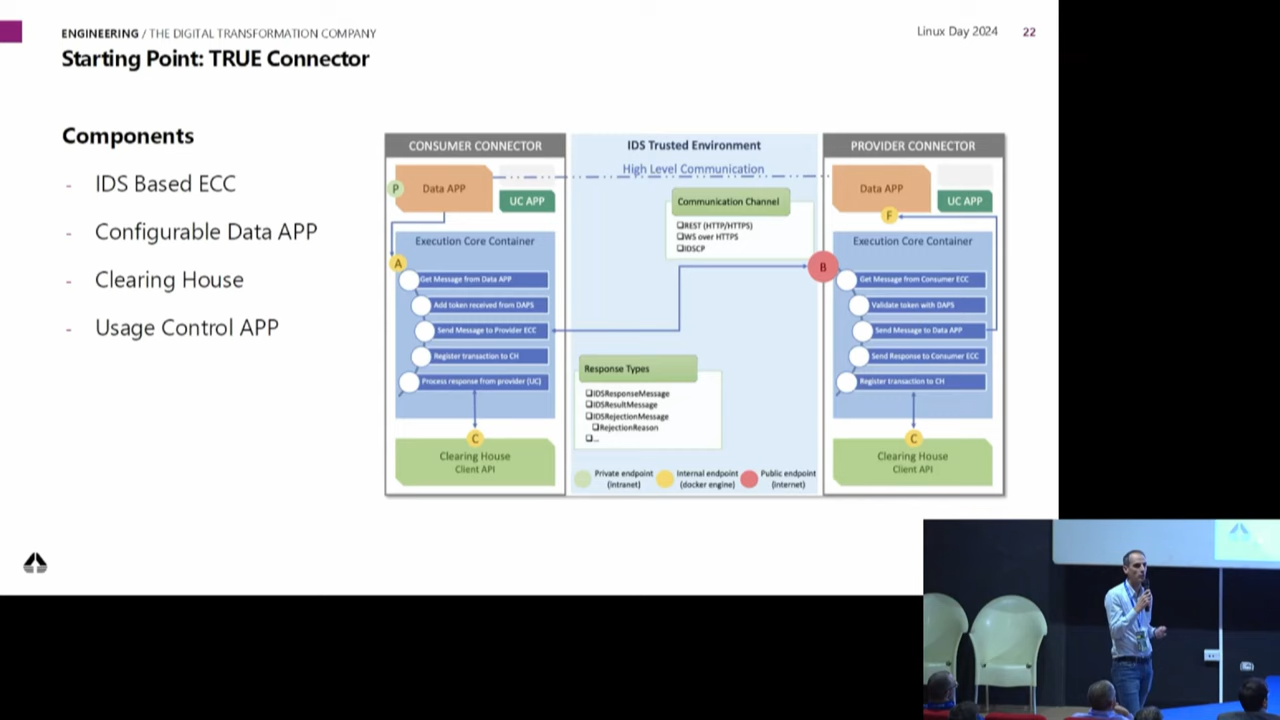 ENGINEERING / THE DIGITAL TRANSFORMATION COMPANY
Linux Day 2024
22
Starting Point: TRUE Connector
Components
- IDS Based ECC
- Configurable Data APP
- Clearing House
- Usage Control APP
CONSUMER CONNECTOR
P
Data APP
UC APP
Execution Core Container
A
Get Message from Data APP
Add token received from DAPS
Send Message to Provider ECC
Register transaction to CH
Process response from provider (UC)
C
Clearing House
Client API
IDS Trusted Environment
High Level Communication
Communication Channel
REST (HTTP/HTTPS)
WS over HTTPS
IDSCP
B
Response Types
IDSResponseMessage
IDSResultMessage
IDSRejectionMessage
RejectionReason
...
Private endpoint
(intranet)
Internal endpoint
(docker engine)
Public endpoint
(internet)
PROVIDER CONNECTOR
Data APP
UC APP
F
Execution Core Container
Get Message from Consumer ECC
Validate token with DAPS
Send Message to Data APP
Send Response to Consumer ECC
Register transaction to CH
C
Clearing House
Client API